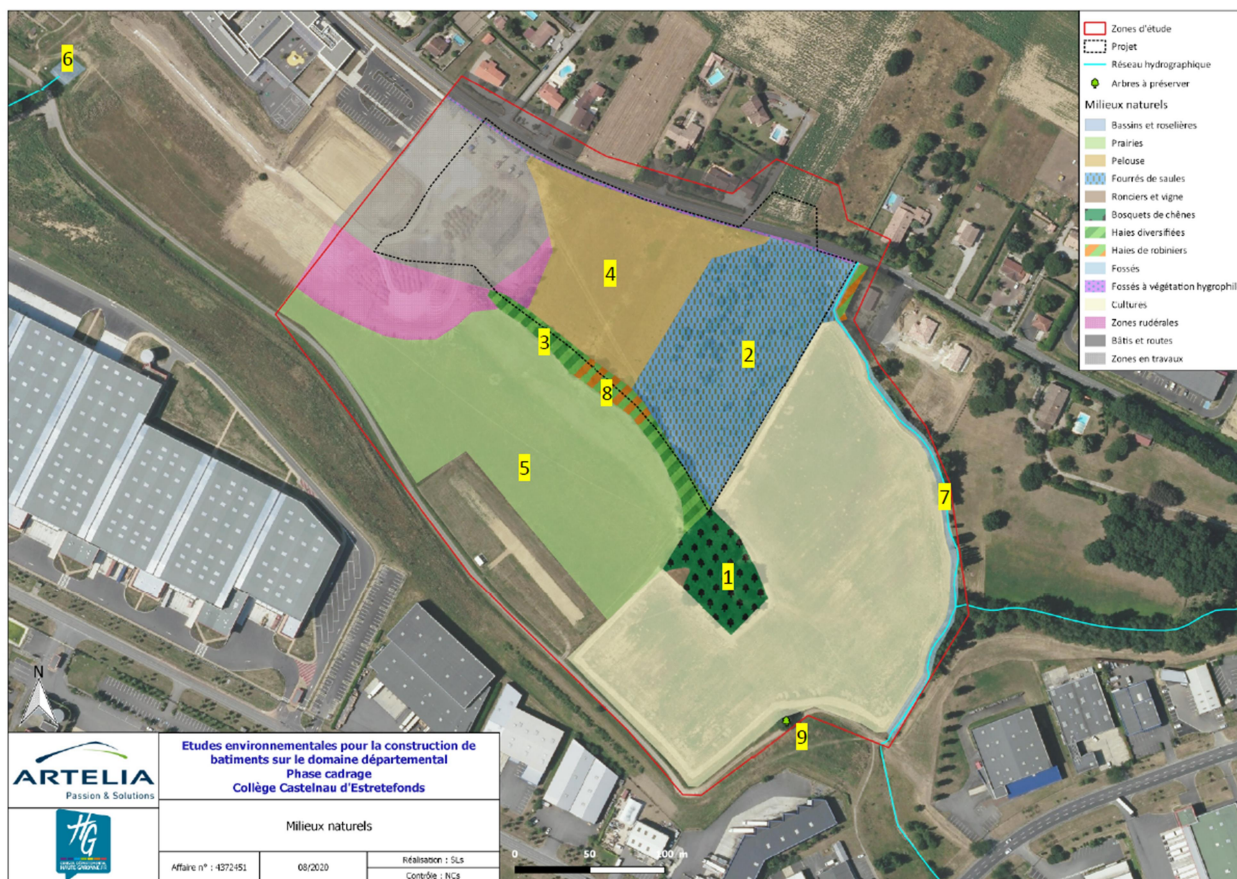 Zones d'étude
Projet
Réseau hydrographique
Arbres à préserver
Milieux naturels
Bassins et roselières
Prairies
Pelouse
Fourrés de saules
Ronciers et vigne
Bosquets de chênes
Haies diversifiées
Haies de robiniers
Fossés
Fossés à végétation hygrophil
Cultures
Zones rudérales
Bâtis et routes
Zones en travaux
6
4
2
3
8
5
7
1
9
N
0 50 100 m
ARTELIA
Passion & Solutions
HG
Etudes environnementales pour la construction de
batiments sur le domaine départemental
Phase cadrage
Collège Castelnau d'Estretefonds
Milieux naturels
Affaire n° : 4372451
08/2020
Réalisation : SLs
Contrôle : NCs